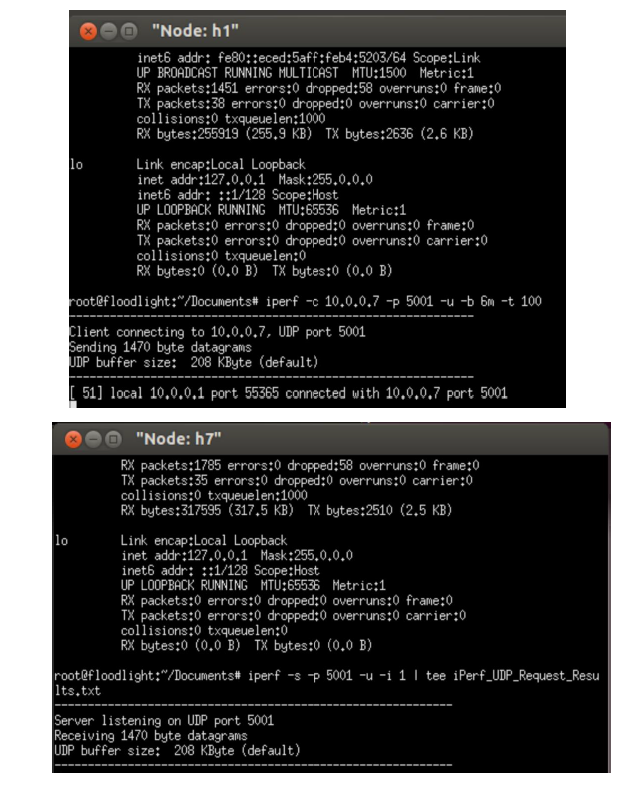 "Node: h1"
inet6 addr: fe80::eced:5aff:feb4:5203/64 Scope:Link
UP BROADCAST RUNNING MULTICAST  MTU:1500  Metric:1
RX packets:1451 errors:0 dropped:58 overruns:0 frame:0
TX packets:38 errors:0 dropped:0 overruns:0 carrier:0
collisions:0 txqueuelen:1000
RX bytes:255919 (255.9 KB)  TX bytes:2636 (2.6 KB)
lo        Link encap:Local Loopback
inet addr:127.0.0.1  Mask:255.0.0.0
inet6 addr: ::1/128 Scope:Host
UP LOOPBACK RUNNING  MTU:65536  Metric:1
RX packets:0 errors:0 dropped:0 overruns:0 frame:0
TX packets:0 errors:0 dropped:0 overruns:0 carrier:0
collisions:0 txqueuelen:0
RX bytes:0 (0.0 B)  TX bytes:0 (0.0 B)
root@floodlight:~/Documents# iperf -c 10.0.0.7 -p 5001 -u -b 6m -t 100
------------------------------------------------------------
Client connecting to 10.0.0.7, UDP port 5001
Sending 1470 byte datagrams
UDP buffer size:  208 KByte (default)
------------------------------------------------------------
[ 51] local 10.0.0.1 port 55365 connected with 10.0.0.7 port 5001
"Node: h7"
RX packets:1785 errors:0 dropped:58 overruns:0 frame:0
TX packets:35 errors:0 dropped:0 overruns:0 carrier:0
collisions:0 txqueuelen:1000
RX bytes:317595 (317.5 KB)  TX bytes:2510 (2.5 KB)
lo        Link encap:Local Loopback
inet addr:127.0.0.1  Mask:255.0.0.0
inet6 addr: ::1/128 Scope:Host
UP LOOPBACK RUNNING  MTU:65536  Metric:1
RX packets:0 errors:0 dropped:0 overruns:0 frame:0
TX packets:0 errors:0 dropped:0 overruns:0 carrier:0
collisions:0 txqueuelen:0
RX bytes:0 (0.0 B)  TX bytes:0 (0.0 B)
root@floodlight:~/Documents# iperf -s -p 5001 -u -i 1 | tee iPerf_UDP_Request_Resu
lts.txt
------------------------------------------------------------
Server listening on UDP port 5001
Receiving 1470 byte datagrams
UDP buffer size:  208 KByte (default)
------------------------------------------------------------